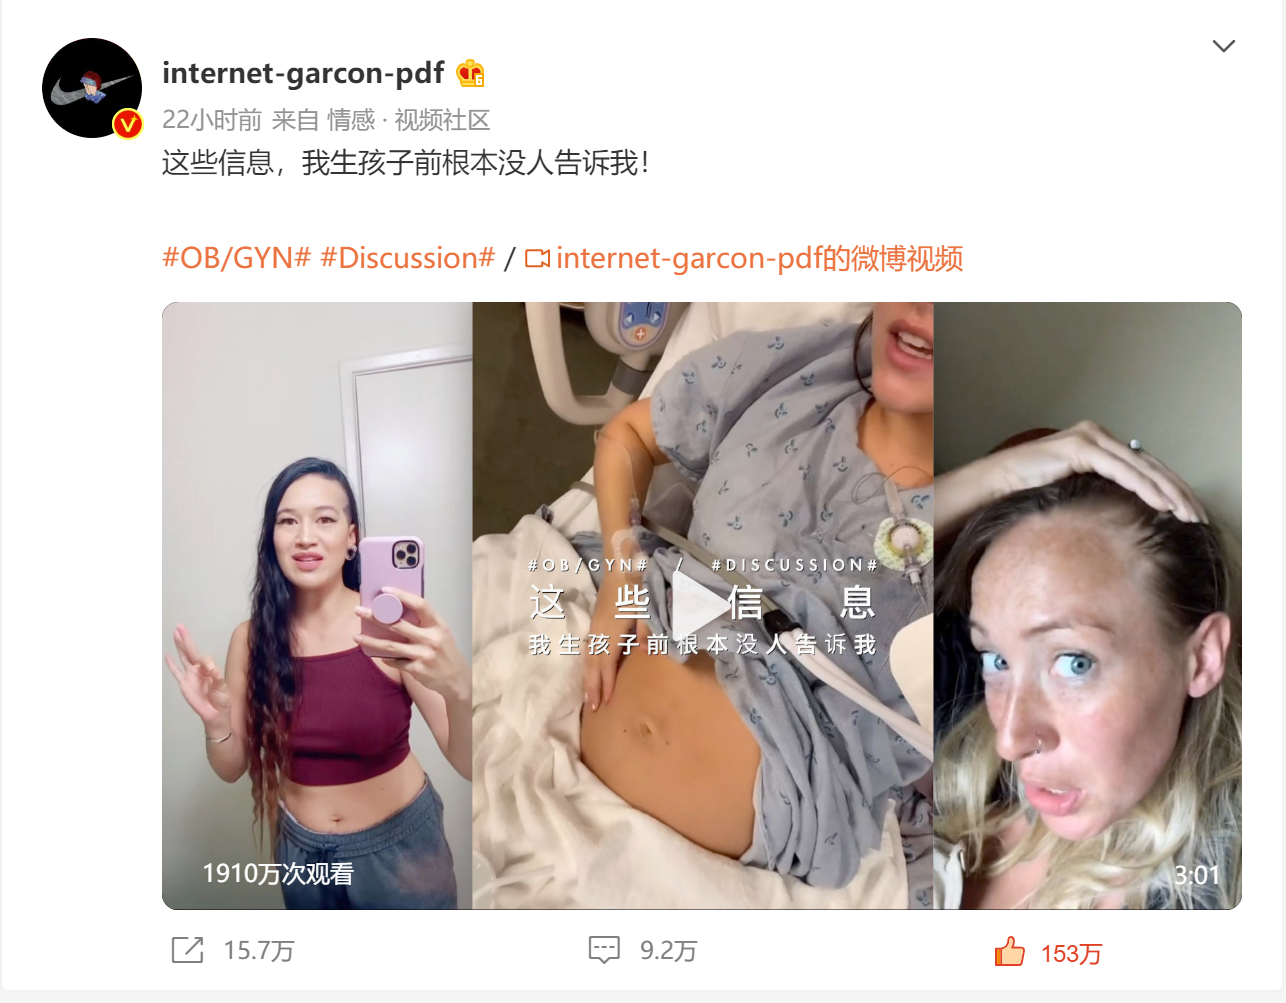 internet-garcon-pdf
22小时前 来自 情感 · 视频社区
这些信息，我生孩子前根本没人告诉我！
#OB/GYN# #Discussion# / internet-garcon-pdf的微博视频
#OB/GYN# / #DISCUSSION#
这些信息
我生孩子前根本没人告诉我
1910万次观看
3:01
15.7万
9.2万
153万